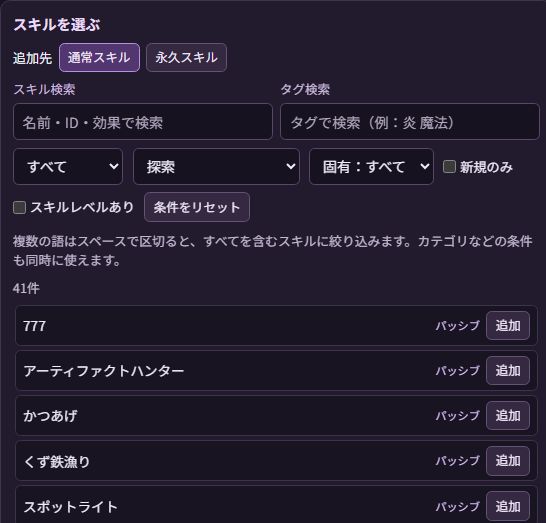 スキルを選ぶ
追加先 通常スキル 永久スキル
スキル検索 タグ検索
名前・ID・効果で検索 タグで検索（例：炎 魔法）
すべて 探索 固有：すべて 新規のみ
スキルレベルあり 条件をリセット
複数の語はスペースで区切ると、すべてを含むスキルに絞り込みます。カテゴリなどの条件
も同時に使えます。
41件
777 パッシブ 追加
アーティファクトハンター パッシブ 追加
かつあげ パッシブ 追加
くず鉄漁り パッシブ 追加
スポットライト パッシブ 追加